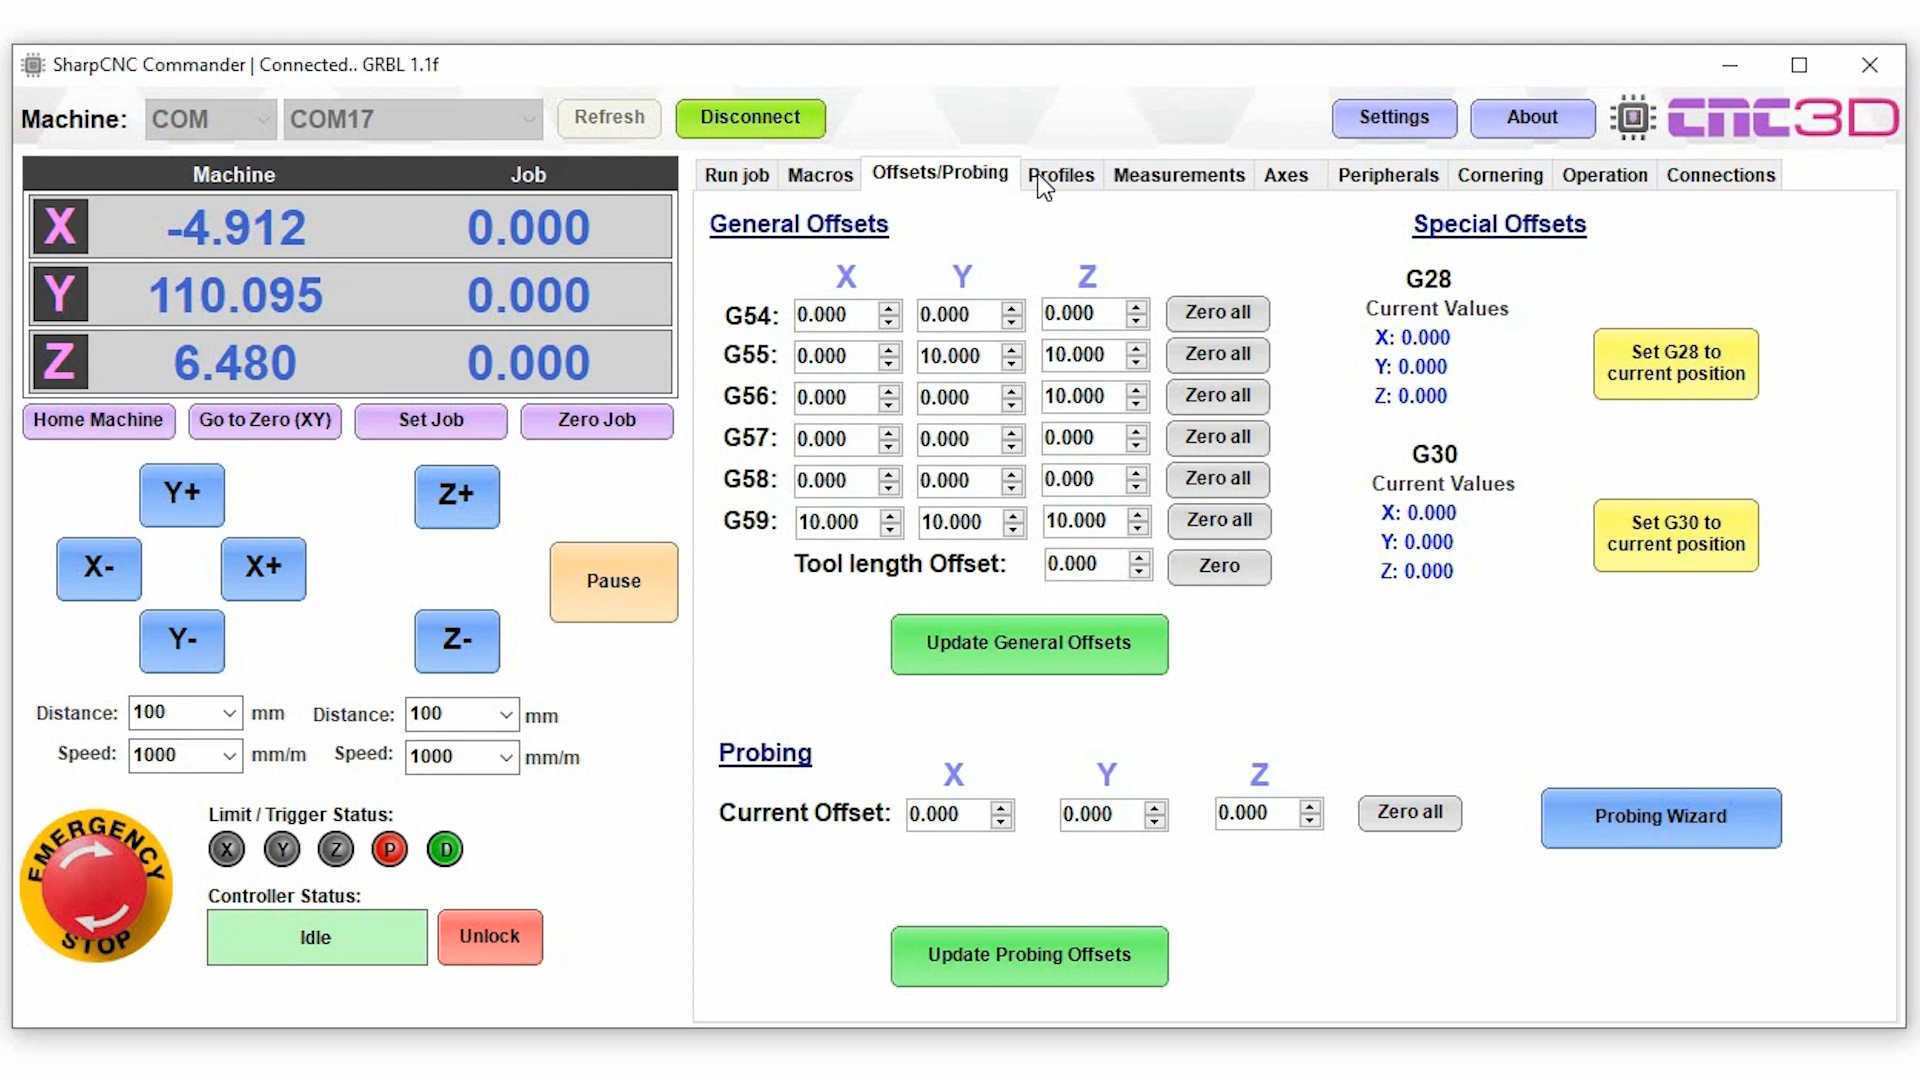 SharpCNC Commander | Connected.. GRBL 1.1f
Machine: COM COM17 Refresh Disconnect Settings About CNC3D
Machine Job
X -4.912 0.000
Y 110.095 0.000
Z 6.480 0.000
Home Machine Go to Zero (XY) Set Job Zero Job
Y+ Z+
X- X+ Pause
Y- Z-
Distance: 100 mm Distance: 100 mm
Speed: 1000 mm/m Speed: 1000 mm/m
EMERGENCY
STOP
Limit / Trigger Status:
X Y Z P D
Controller Status:
Idle Unlock
Run job Macros Offsets/Probing Profiles Measurements Axes Peripherals Cornering Operation Connections
General Offsets
X Y Z
G54: 0.000 0.000 0.000 Zero all
G55: 0.000 10.000 10.000 Zero all
G56: 0.000 0.000 10.000 Zero all
G57: 0.000 0.000 0.000 Zero all
G58: 0.000 0.000 0.000 Zero all
G59: 10.000 10.000 10.000 Zero all
Tool length Offset: 0.000 Zero
Update General Offsets
Special Offsets
G28
Current Values
X: 0.000
Y: 0.000
Z: 0.000
Set G28 to
current position
G30
Current Values
X: 0.000
Y: 0.000
Z: 0.000
Set G30 to
current position
Probing
X Y Z
Current Offset: 0.000 0.000 0.000 Zero all Probing Wizard
Update Probing Offsets